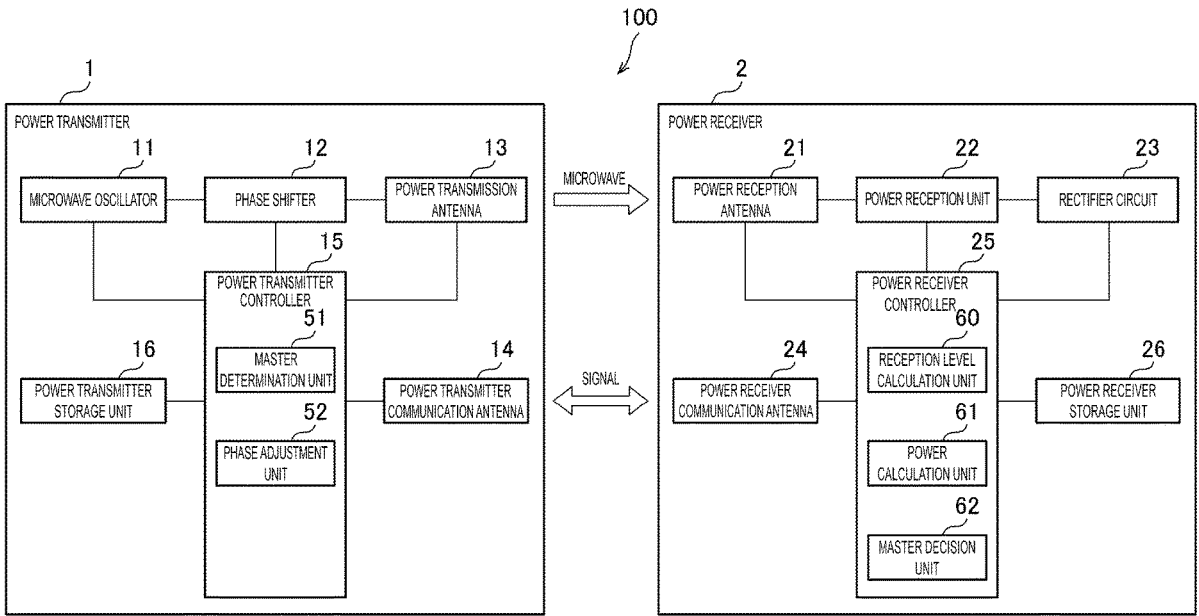 100
1
2
POWER TRANSMITTER
POWER RECEIVER
11
12
13
21
22
23
MICROWAVE OSCILLATOR
PHASE SHIFTER
POWER TRANSMISSION
ANTENNA
MICROWAVE
POWER RECEPTION
ANTENNA
POWER RECEPTION UNIT
RECTIFIER CIRCUIT
15
POWER TRANSMITTER
CONTROLLER
25
POWER RECEIVER
CONTROLLER
16
POWER TRANSMITTER
STORAGE UNIT
51
MASTER
DETERMINATION UNIT
14
POWER TRANSMITTER
COMMUNICATION ANTENNA
SIGNAL
24
POWER RECEIVER
COMMUNICATION ANTENNA
60
RECEPTION LEVEL
CALCULATION UNIT
26
POWER RECEIVER
STORAGE UNIT
52
PHASE ADJUSTMENT
UNIT
61
POWER
CALCULATION UNIT
62
MASTER DECISION
UNIT